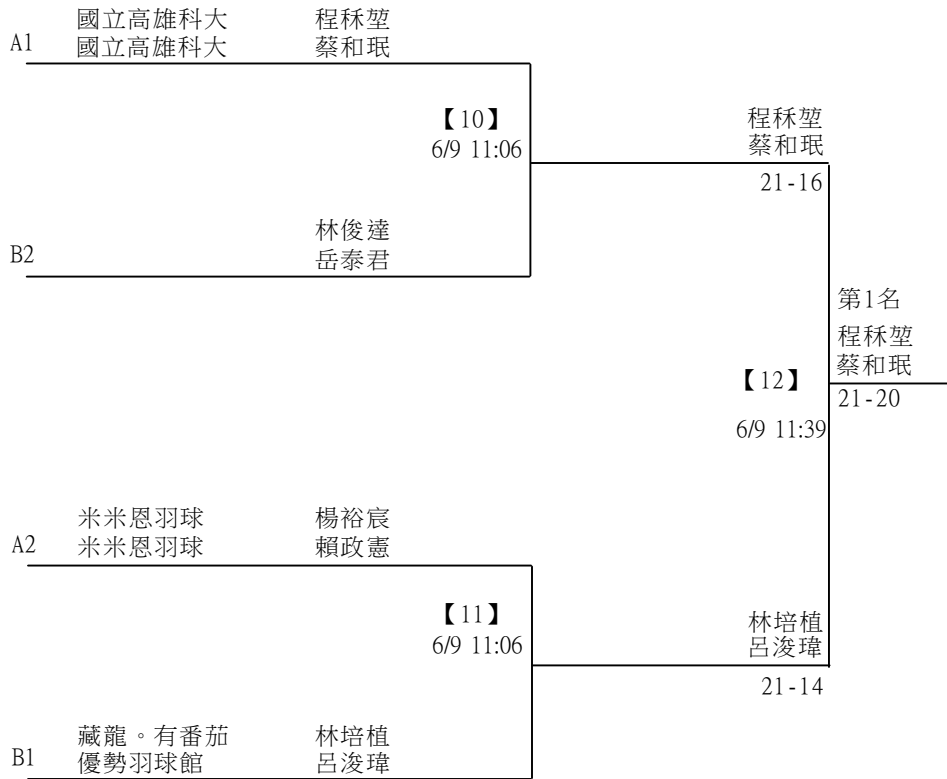 國立高雄科大 程秝堃
A1 國立高雄科大 蔡和珉
【10】
6/9 11:06
程秝堃
蔡和珉
21-16
林俊達
B2 岳泰君
第1名
程秝堃
蔡和珉
【12】
21-20
6/9 11:39
米米恩羽球 楊裕宸
A2 米米恩羽球 賴政憲
【11】
6/9 11:06
林培植
呂浚瑋
21-14
藏龍。有番茄 林培植
B1 優勢羽球館 呂浚瑋